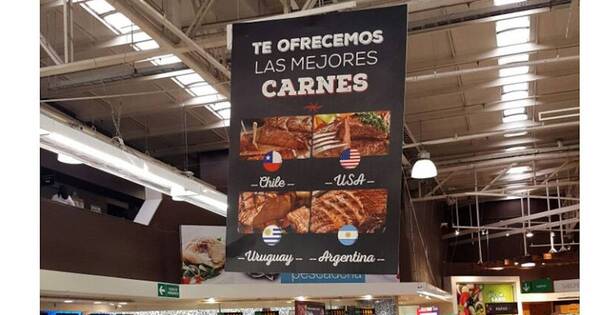 TE OFRECEMOS
LAS MEJORES
CARNES
Chile
USA
Uruguay
Argentina
pescadería